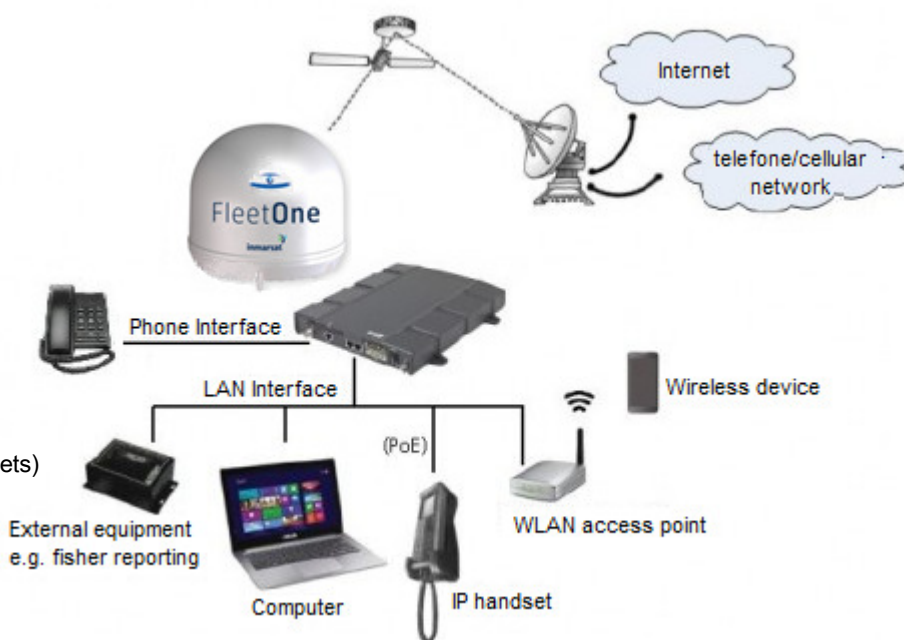 Internet
telefone/cellular
network
FleetOne
inmarsat
Phone Interface
LAN Interface
Wireless device
(PoE)
ets)
External equipment
e.g. fisher reporting
WLAN access point
IP handset
Computer